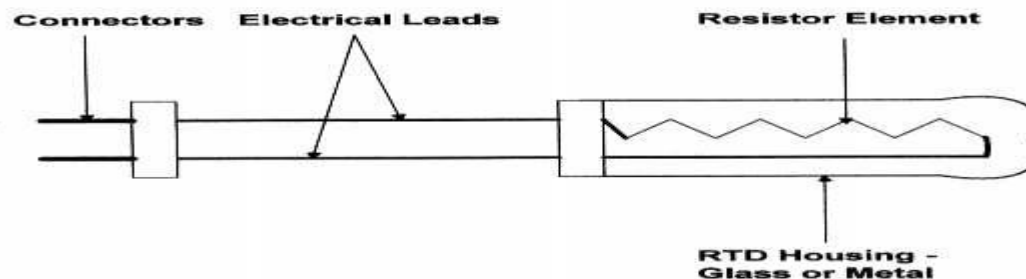 Connectors
Electrical Leads
Resistor Element
RTD Housing -
Glass or Metal